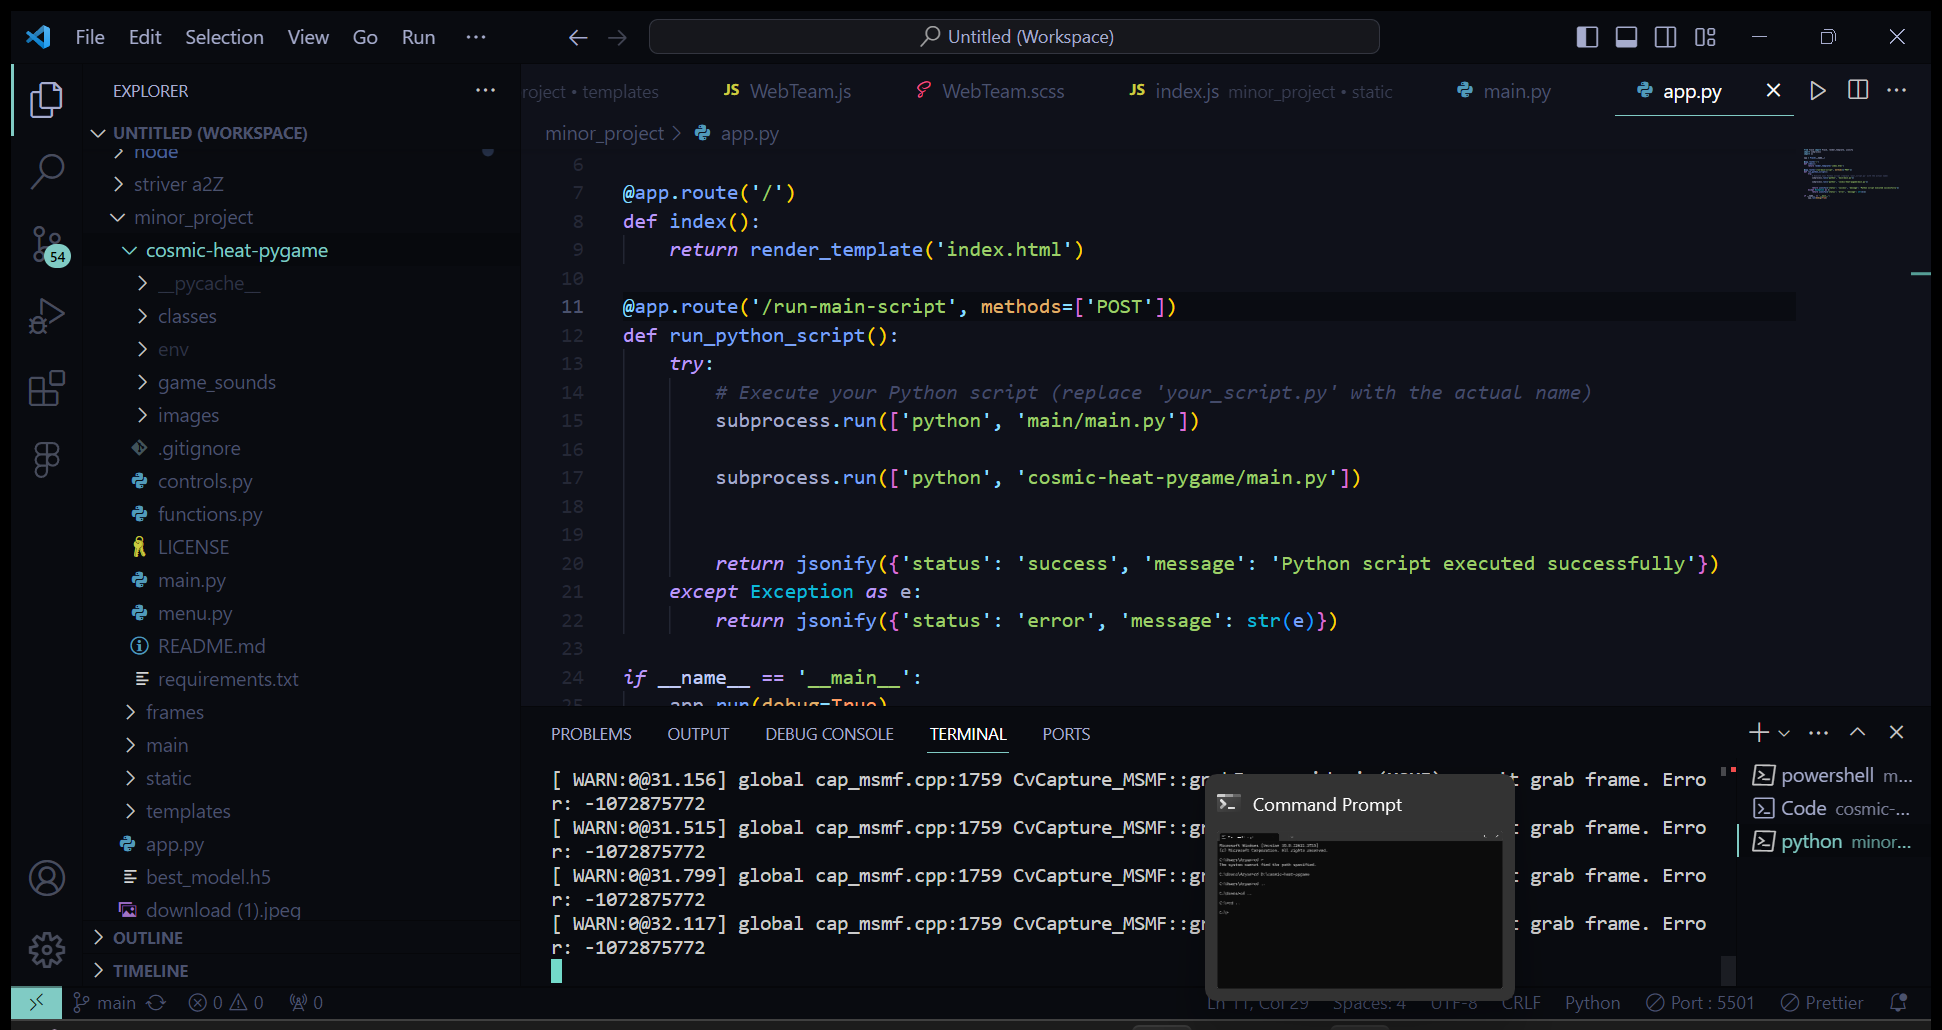 File Edit Selection View Go Run ···
Untitled (Workspace)
EXPLORER
roject • templates
JS WebTeam.js
WebTeam.scss
JS index.js minor_project • static
main.py
app.py
UNTITLED (WORKSPACE)
node
striver a2Z
minor_project
cosmic-heat-pygame
__pycache__
classes
env
game_sounds
images
.gitignore
controls.py
functions.py
LICENSE
main.py
menu.py
README.md
requirements.txt
frames
main
static
templates
app.py
best_model.h5
download (1).jpeg
OUTLINE
TIMELINE
54
minor_project > app.py
6
7 @app.route('/')
8 def index():
9 return render_template('index.html')
10
11 @app.route('/run-main-script', methods=['POST'])
12 def run_python_script():
13 try:
14 # Execute your Python script (replace 'your_script.py' with the actual name)
15 subprocess.run(['python', 'main/main.py'])
16
17 subprocess.run(['python', 'cosmic-heat-pygame/main.py'])
18
19
20 return jsonify({'status': 'success', 'message': 'Python script executed successfully'})
21 except Exception as e:
22 return jsonify({'status': 'error', 'message': str(e)})
23
24 if __name__ == '__main__':
25 app.run(debug=True)
PROBLEMS OUTPUT DEBUG CONSOLE TERMINAL PORTS
[ WARN:0@31.156] global cap_msmf.cpp:1759 CvCapture_MSMF::grabFrame grab frame. Erro
r: -1072875772
[ WARN:0@31.515] global cap_msmf.cpp:1759 CvCapture_MSMF::gr t grab frame. Erro
r: -1072875772
[ WARN:0@31.799] global cap_msmf.cpp:1759 CvCapture_MSMF::gr t grab frame. Erro
r: -1072875772
[ WARN:0@32.117] global cap_msmf.cpp:1759 CvCapture_MSMF::gr t grab frame. Erro
r: -1072875772
Command Prompt
powershell m...
Code cosmic-...
python minor...
main 0 0 0
Ln 11, Col 29 Spaces: 4 UTF-8 CRLF Python Port : 5501 Prettier